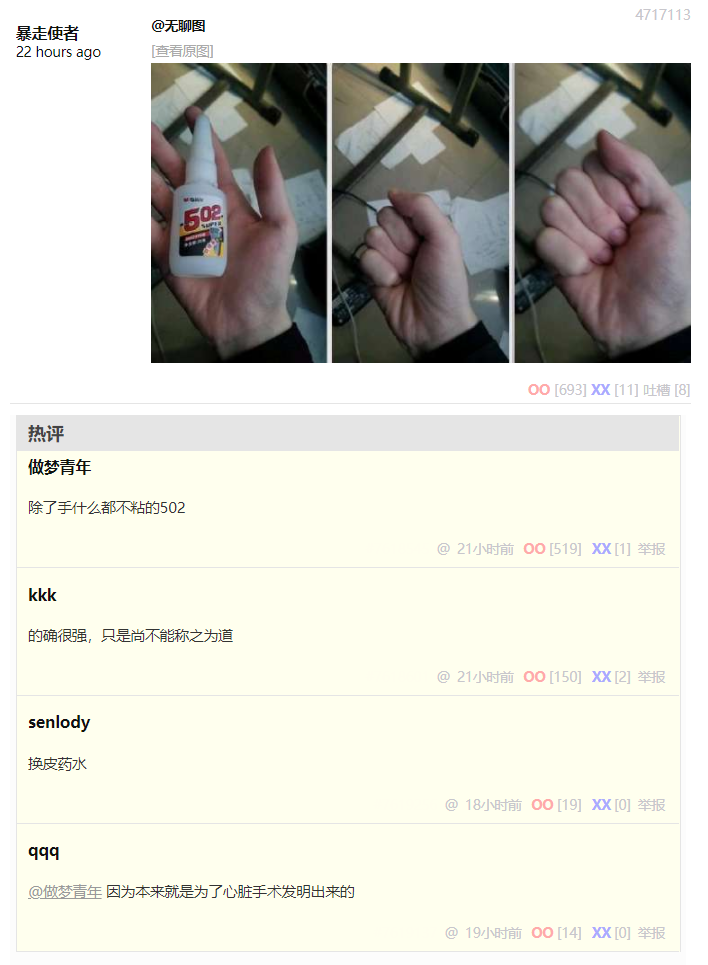 4717113
暴走使者
22 hours ago
@无聊图
[查看原图]
502
SUPER
OO [693] XX [11] 吐槽 [8]
热评
做梦青年
除了手什么都不粘的502
@ 21小时前 OO [519] XX [1] 举报
kkk
的确很强，只是尚不能称之为道
@ 21小时前 OO [150] XX [2] 举报
senlody
换皮药水
@ 18小时前 OO [19] XX [0] 举报
qqq
@做梦青年 因为本来就是为了心脏手术发明出来的
@ 19小时前 OO [14] XX [0] 举报